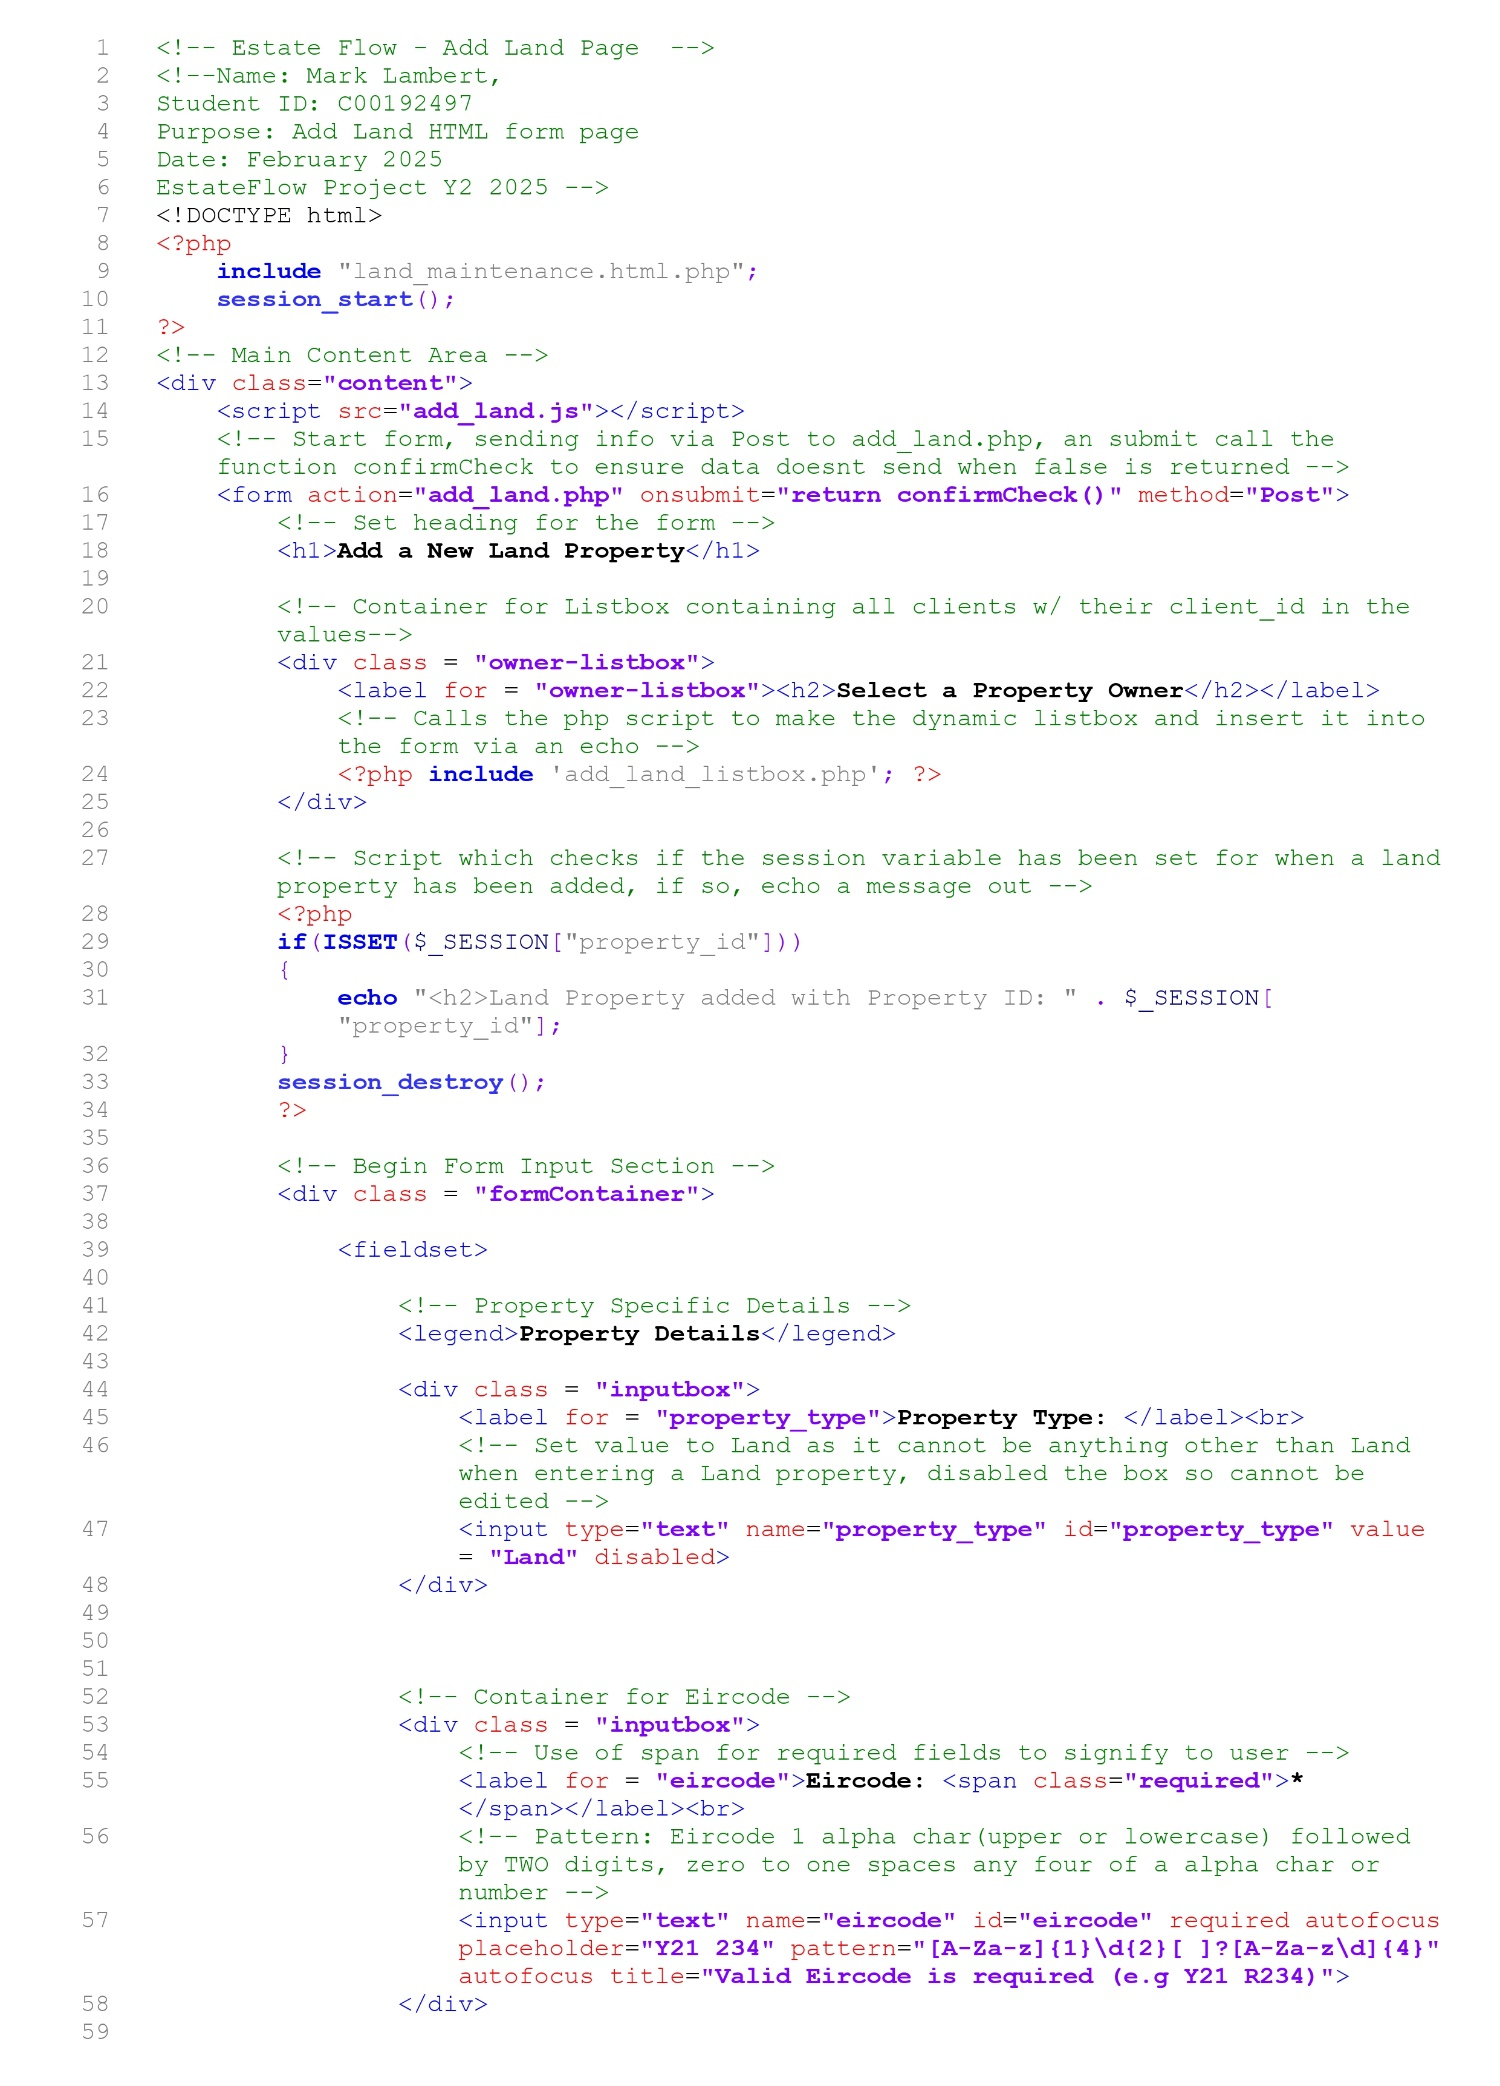 1 <!-- Estate Flow - Add Land Page  -->
2 <!--Name: Mark Lambert,
3 Student ID: C00192497
4 Purpose: Add Land HTML form page
5 Date: February 2025
6 EstateFlow Project Y2 2025 -->
7 <!DOCTYPE html>
8 <?php
9 include "land_maintenance.html.php";
10 session_start();
11 ?>
12 <!-- Main Content Area -->
13 <div class="content">
14 <script src="add_land.js"></script>
15 <!-- Start form, sending info via Post to add_land.php, an submit call the
function confirmCheck to ensure data doesnt send when false is returned -->
16 <form action="add_land.php" onsubmit="return confirmCheck()" method="Post">
17 <!-- Set heading for the form -->
18 <h1>Add a New Land Property</h1>
19
20 <!-- Container for Listbox containing all clients w/ their client_id in the
values-->
21 <div class = "owner-listbox">
22 <label for = "owner-listbox"><h2>Select a Property Owner</h2></label>
23 <!-- Calls the php script to make the dynamic listbox and insert it into
the form via an echo -->
24 <?php include 'add_land_listbox.php'; ?>
25 </div>
26
27 <!-- Script which checks if the session variable has been set for when a land
property has been added, if so, echo a message out -->
28 <?php
29 if(ISSET($_SESSION["property_id"]))
30 {
31 echo "<h2>Land Property added with Property ID: " . $_SESSION[
"property_id"];
32 }
33 session_destroy();
34 ?>
35
36 <!-- Begin Form Input Section -->
37 <div class = "formContainer">
38
39 <fieldset>
40
41 <!-- Property Specific Details -->
42 <legend>Property Details</legend>
43
44 <div class = "inputbox">
45 <label for = "property_type">Property Type: </label><br>
46 <!-- Set value to Land as it cannot be anything other than Land
when entering a Land property, disabled the box so cannot be
edited -->
47 <input type="text" name="property_type" id="property_type" value
= "Land" disabled>
48 </div>
49
50
51
52 <!-- Container for Eircode -->
53 <div class = "inputbox">
54 <!-- Use of span for required fields to signify to user -->
55 <label for = "eircode">Eircode: <span class="required">*
</span></label><br>
56 <!-- Pattern: Eircode 1 alpha char(upper or lowercase) followed
by TWO digits, zero to one spaces any four of a alpha char or
number -->
57 <input type="text" name="eircode" id="eircode" required autofocus
placeholder="Y21 234" pattern="[A-Za-z]{1}\d{2}[ ]?[A-Za-z\d]{4}"
autofocus title="Valid Eircode is required (e.g Y21 R234)">
58 </div>
59